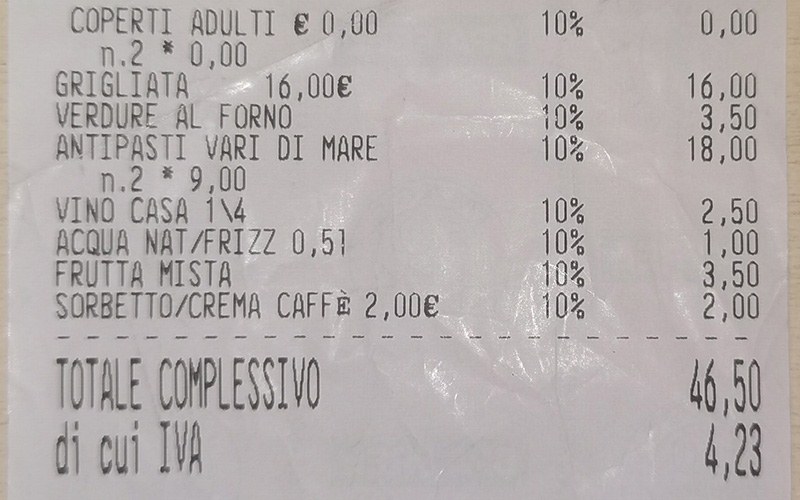 COPERTI ADULTI € 0,00 10% 0,00
n.2 * 0,00
GRIGLIATA 16,00€ 10% 16,00
VERDURE AL FORNO 10% 3,50
ANTIPASTI VARI DI MARE 10% 18,00
n.2 * 9,00
VINO CASA 1\4 10% 2,50
ACQUA NAT/FRIZZ 0,5l 10% 1,00
FRUTTA MISTA 10% 3,50
SORBETTO/CREMA CAFFÈ 2,00€ 10% 2,00
TOTALE COMPLESSIVO 46,50
di cui IVA 4,23